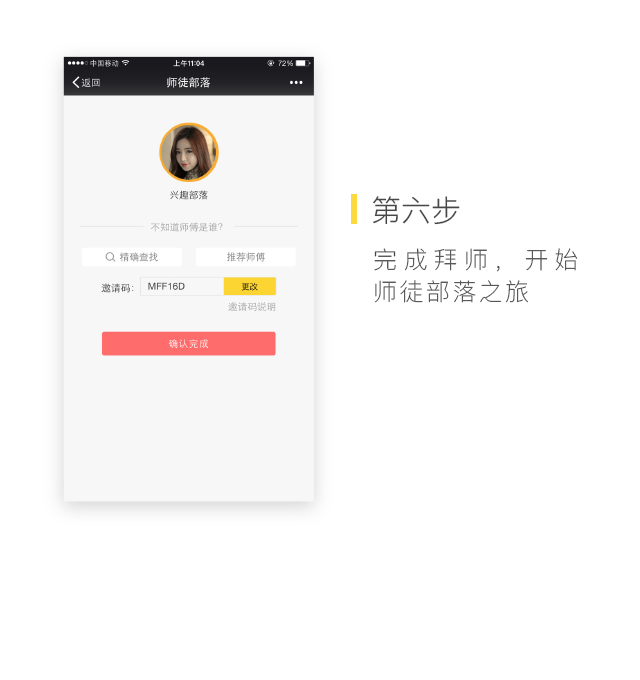 中国移动 上午11:04 72%
返回 师徒部落
兴趣部落
不知道师傅是谁?
精确查找 推荐师傅
邀请码: MFF16D 更改
邀请码说明
确认完成
第六步
完成拜师，开始
师徒部落之旅